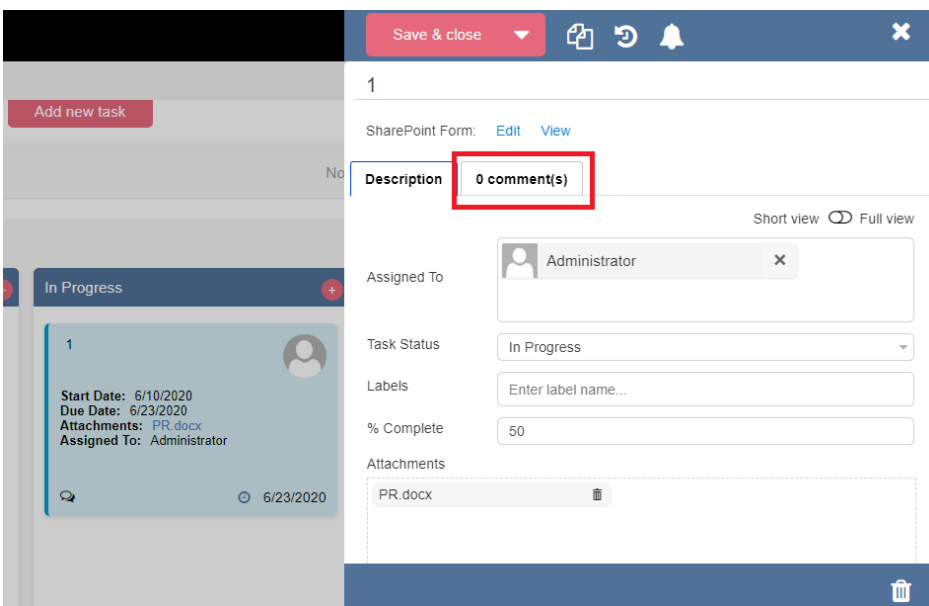 Save & close
1
SharePoint Form: Edit View
Add new task
No
Description
0 comment(s)
Short view Full view
Assigned To
Administrator
Task Status
In Progress
Labels
Enter label name...
% Complete
50
Attachments
PR.docx
In Progress
1
Start Date: 6/10/2020
Due Date: 6/23/2020
Attachments: PR.docx
Assigned To: Administrator
6/23/2020